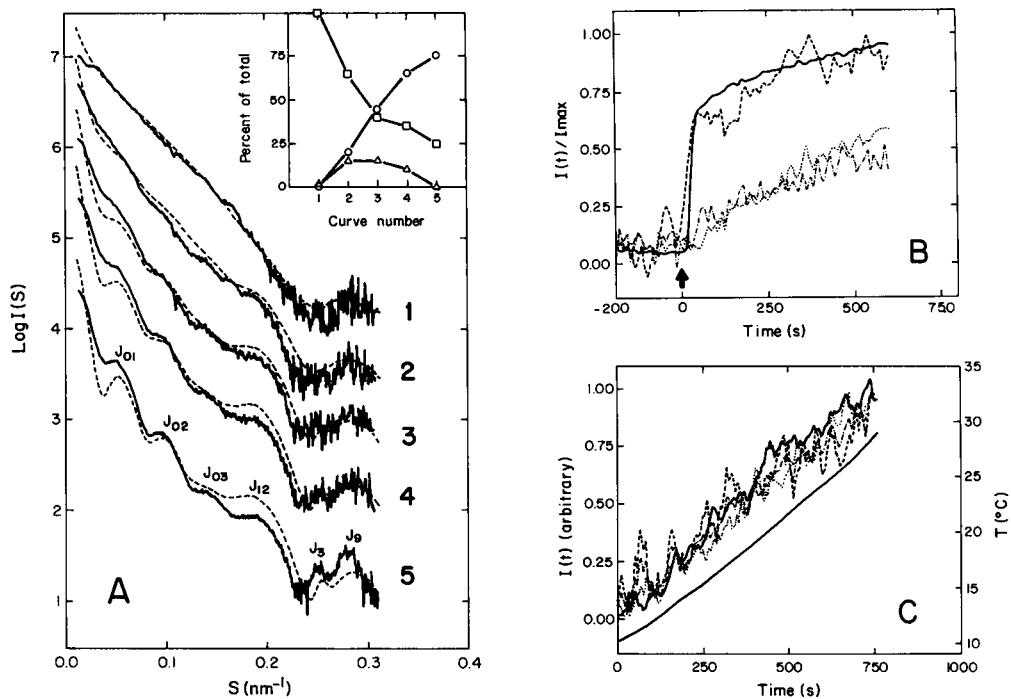 7
6
5
4
3
2
1
Log I(S)
0.0
0.1
0.2
0.3
0.4
S (nm⁻¹)
A
J01
J02
J03
J12
J3
J9
1
2
3
4
5
75
50
25
0
Percent of total
1 2 3 4 5
Curve number
1.00
0.75
0.50
0.25
0.00
I(t)/Imax
-200 0 250 500 750
Time (s)
B
1.00
0.75
0.50
0.25
0.00
I(t) (arbitrary)
35
30
25
20
15
10
T(°C)
0 250 500 750 1000
Time (s)
C